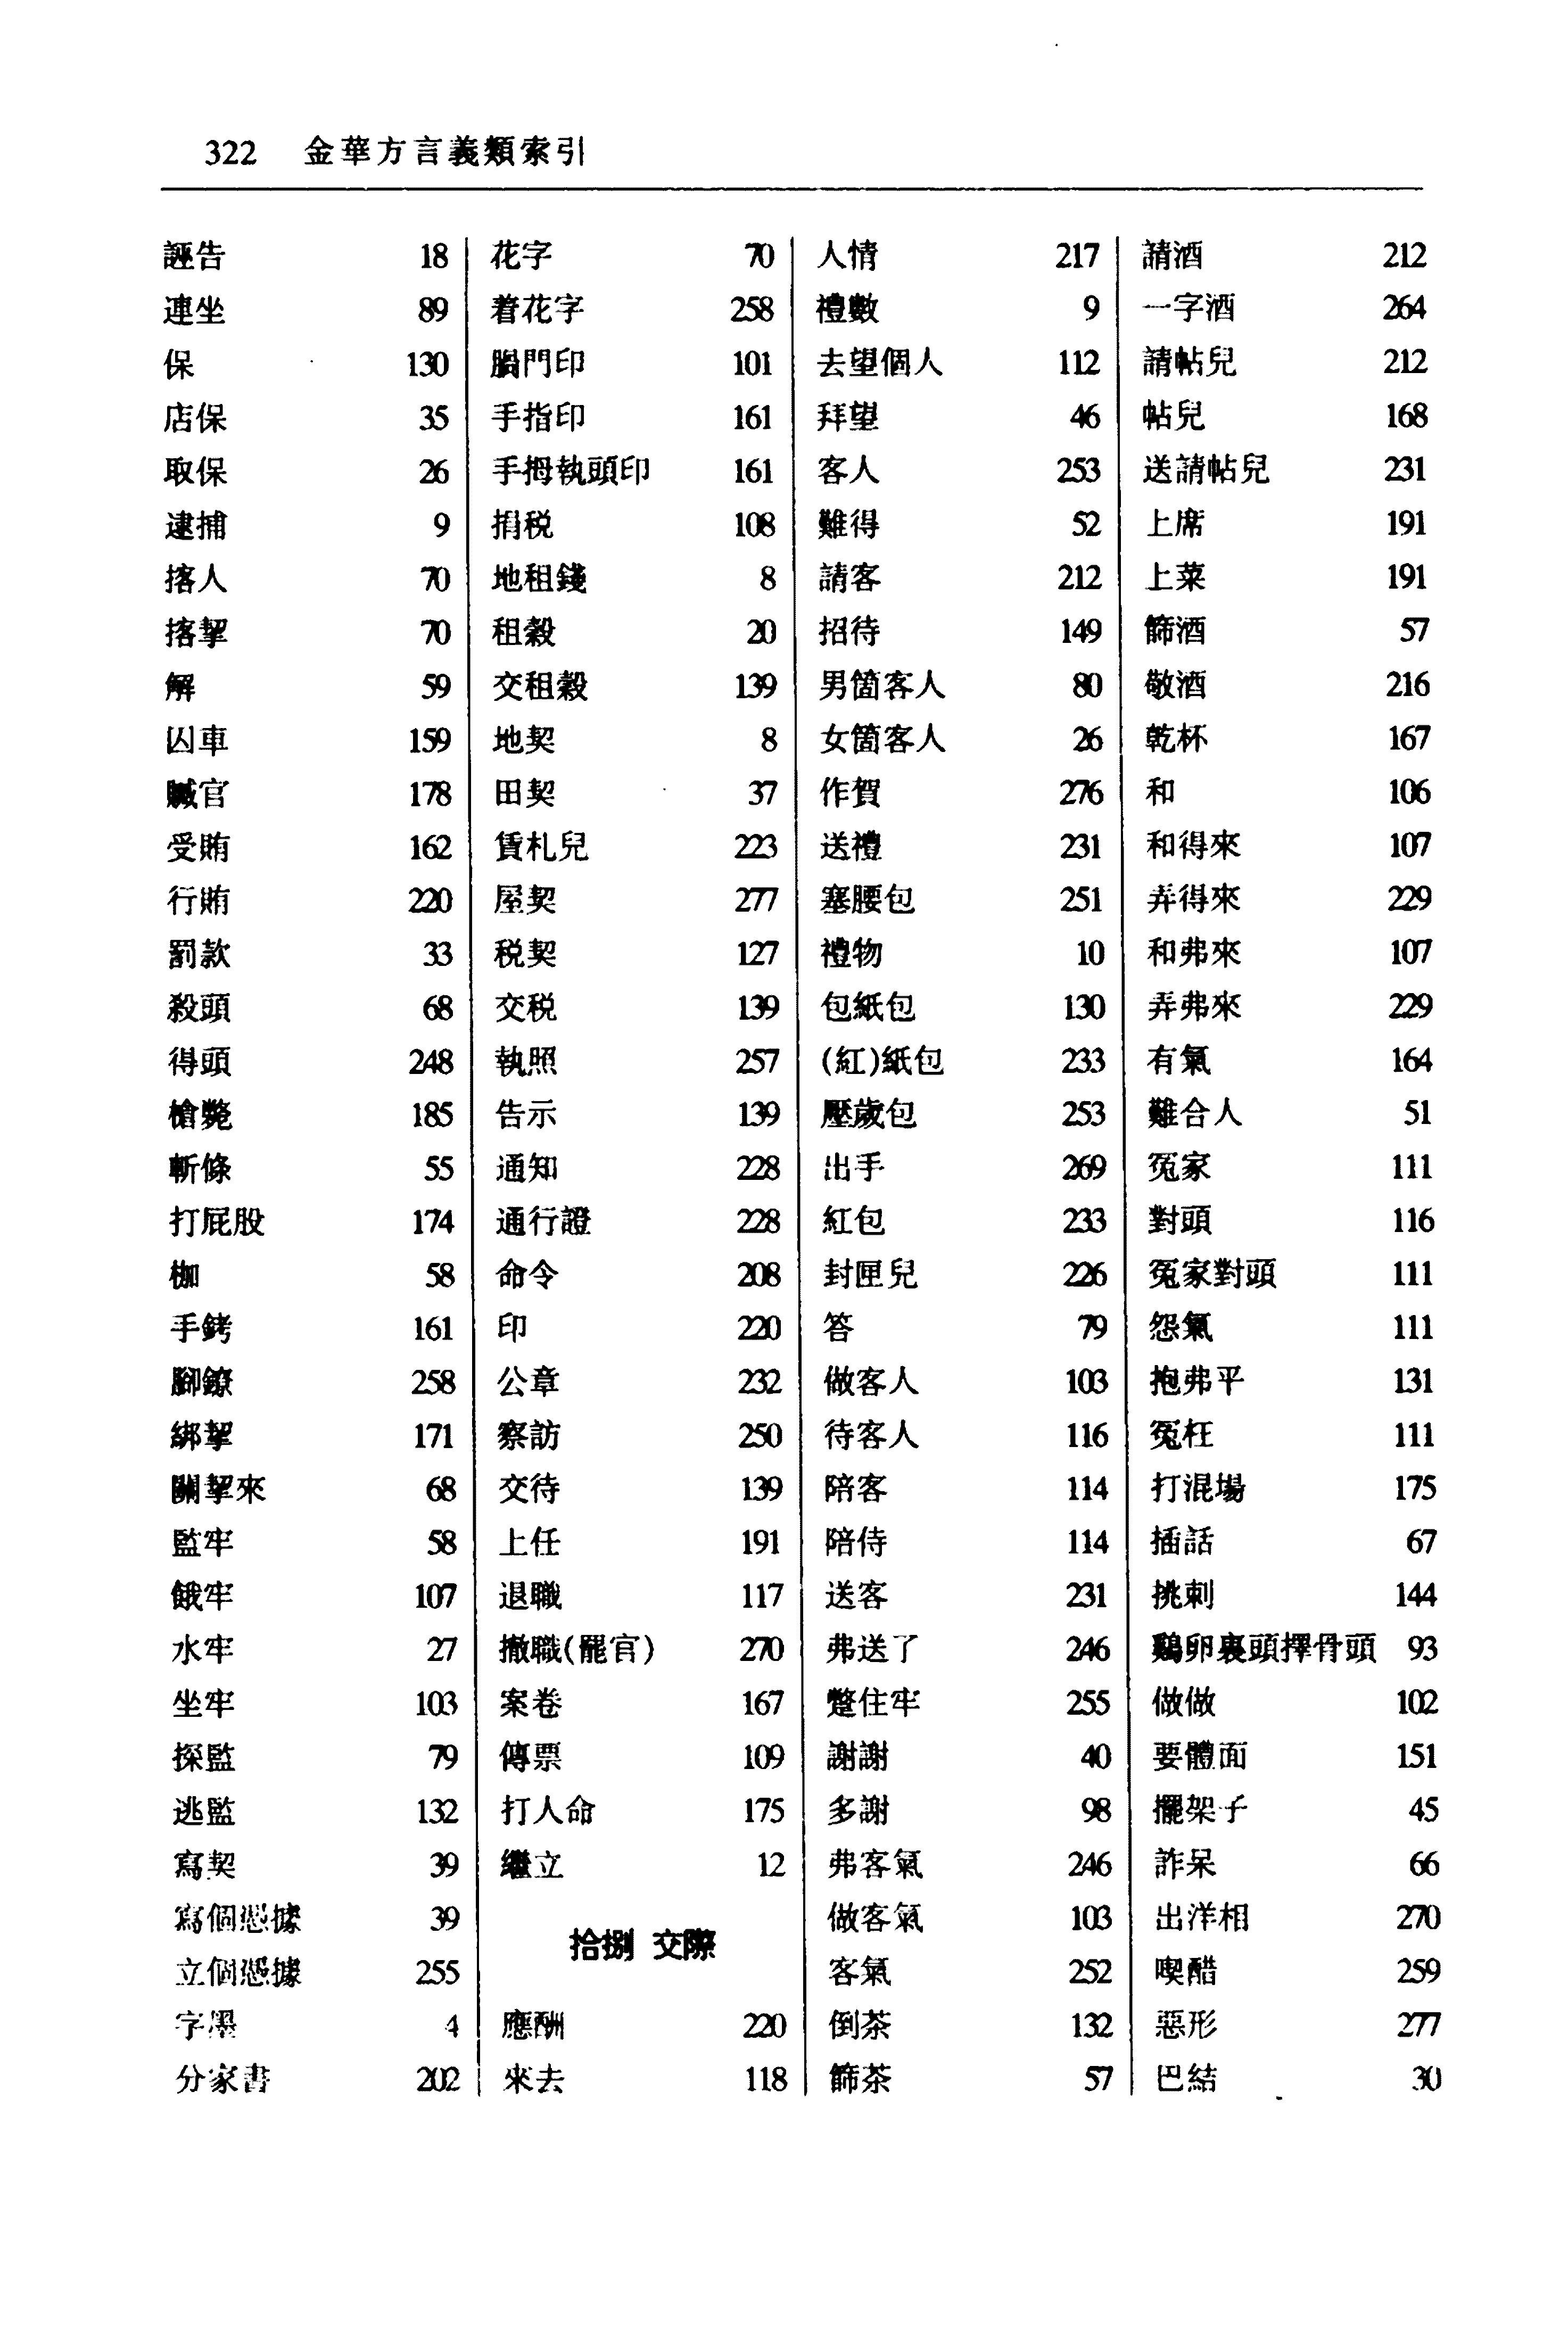 322 金華方言義類索引
誣告 18
連坐 89
保 130
店保 35
取保 26
逮捕 9
撘人 70
撘挐 70
解 59
囚車 159
贓官 178
受賄 162
行賄 220
罰款 33
殺頭 68
得頭 248
槍斃 185
斬條 55
打屁股 174
枷 58
手銬 161
腳鐐 258
綁挐 171
關挐來 68
監牢 58
餓牢 107
水牢 27
坐牢 103
探監 79
逃監 132
寫契 39
寫個憑據 39
立個憑據 255
字墨 4
分家書 202
花字 70
着花字 258
腡門印 101
手指印 161
手拇執頭印 161
捐税 108
地租錢 8
租穀 20
交租穀 139
地契 8
田契 37
賃札兒 223
屋契 277
税契 127
交税 139
執照 257
告示 139
通知 228
通行證 228
命令 208
印 220
公章 232
察訪 250
交待 139
上任 191
退職 117
撤職(罷官) 270
案卷 167
傳票 109
打人命 175
繼立 12
拾捌 交際
應酬 220
來去 118
人情 217
禮數 9
去望個人 112
拜望 46
客人 253
難得 52
請客 212
招待 149
男箇客人 80
女箇客人 26
作賀 276
送禮 231
塞腰包 251
禮物 10
包紙包 130
(紅)紙包 233
壓歲包 253
出手 269
紅包 233
封匣兒 226
答 79
做客人 103
待客人 116
陪客 114
陪侍 114
送客 231
弗送了 246
蹩住牢 255
謝謝 40
多謝 98
弗客氣 246
做客氣 103
客氣 252
倒茶 132
篩茶 57
請酒 212
一字酒 264
請帖兒 212
帖兒 168
送請帖兒 231
上席 191
上菜 191
篩酒 57
敬酒 216
乾杯 167
和 106
和得來 107
弄得來 229
和弗來 107
弄弗來 229
有氣 164
難合人 51
冤家 111
對頭 116
冤家對頭 111
怨氣 111
抱弗平 131
冤枉 111
打混場 175
插話 67
挑刺 144
鷄卵裏頭擇骨頭 93
做做 102
要體面 151
擺架子 45
詐呆 66
出洋相 270
喫醋 259
惡形 277
巴結 30